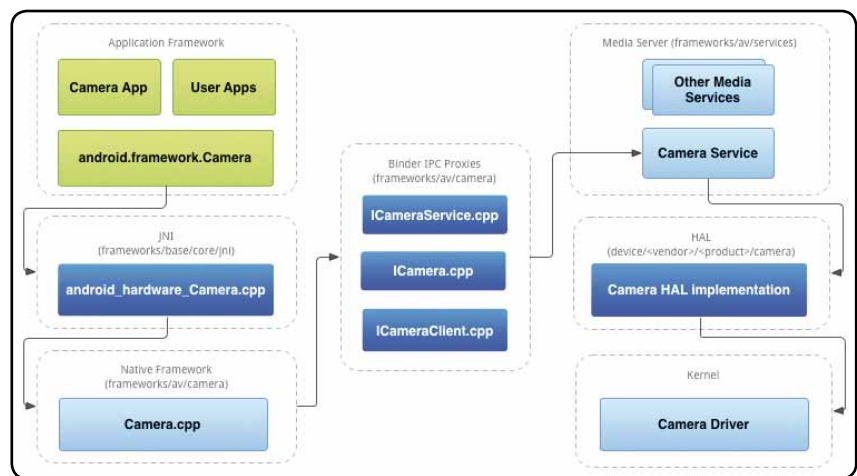 Application Framework
Camera App
User Apps
android.framework.Camera
JNI
(frameworks/base/core/jni)
android_hardware_Camera.cpp
Native Framework
(frameworks/av/camera)
Camera.cpp
Binder IPC Proxies
(frameworks/av/camera)
ICameraService.cpp
ICamera.cpp
ICameraClient.cpp
Media Server (frameworks/av/services)
Other Media
Services
Camera Service
HAL
(device/<vendor>/<product>/camera)
Camera HAL implementation
Kernel
Camera Driver